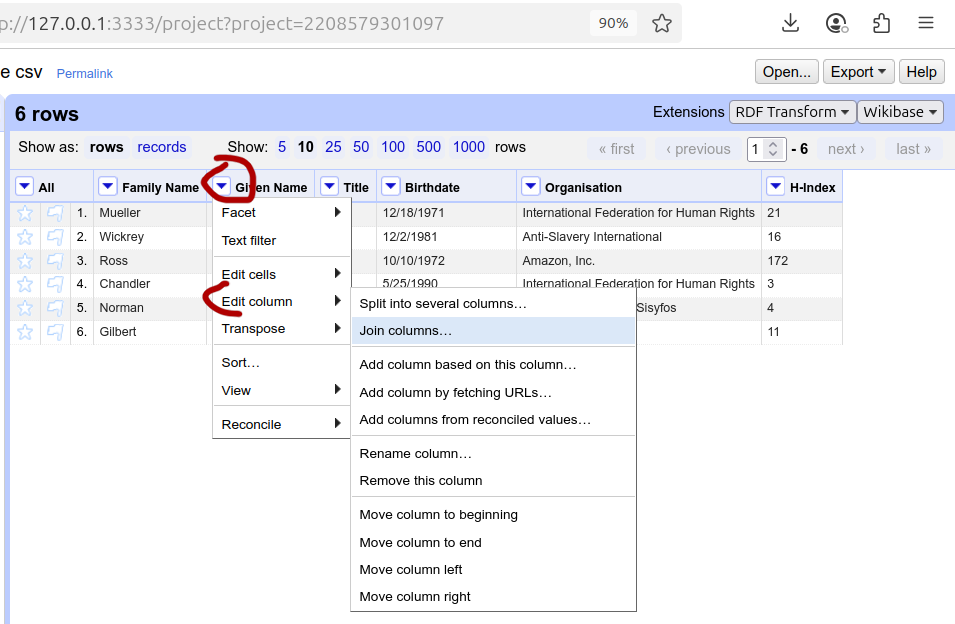 p://127.0.0.1:3333/project?project=2208579301097 90%
e csv Permalink Open... Export Help
6 rows Extensions RDF Transform Wikibase
Show as: rows records Show: 5 10 25 50 100 500 1000 rows « first ‹ previous 1 - 6 next › last »
All Family Name Given Name Title Birthdate Organisation H-Index
1. Mueller 12/18/1971 International Federation for Human Rights 21
2. Wickrey 12/2/1981 Anti-Slavery International 16
3. Ross 10/10/1972 Amazon, Inc. 172
4. Chandler 5/25/1990 International Federation for Human Rights 3
5. Norman Sisyfos 4
6. Gilbert 11
Facet
Text filter
Edit cells
Edit column
Transpose
Sort…
View
Reconcile
Split into several columns…
Join columns…
Add column based on this column…
Add column by fetching URLs…
Add columns from reconciled values…
Rename column…
Remove this column
Move column to beginning
Move column to end
Move column left
Move column right